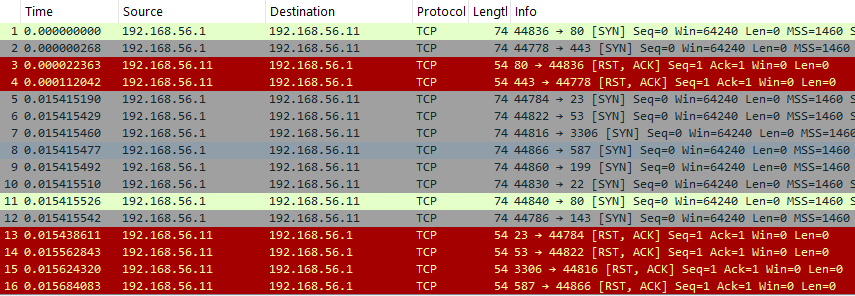 Time Source Destination Protocol Lengtl Info
1 0.000000000 192.168.56.1 192.168.56.11 TCP 74 44836 → 80 [SYN] Seq=0 Win=64240 Len=0 MSS=1460 S
2 0.000000268 192.168.56.1 192.168.56.11 TCP 74 44778 → 443 [SYN] Seq=0 Win=64240 Len=0 MSS=1460
3 0.000022363 192.168.56.11 192.168.56.1 TCP 54 80 → 44836 [RST, ACK] Seq=1 Ack=1 Win=0 Len=0
4 0.000112042 192.168.56.11 192.168.56.1 TCP 54 443 → 44778 [RST, ACK] Seq=1 Ack=1 Win=0 Len=0
5 0.015415190 192.168.56.1 192.168.56.11 TCP 74 44784 → 23 [SYN] Seq=0 Win=64240 Len=0 MSS=1460 S
6 0.015415429 192.168.56.1 192.168.56.11 TCP 74 44822 → 53 [SYN] Seq=0 Win=64240 Len=0 MSS=1460 S
7 0.015415460 192.168.56.1 192.168.56.11 TCP 74 44816 → 3306 [SYN] Seq=0 Win=64240 Len=0 MSS=1460
8 0.015415477 192.168.56.1 192.168.56.11 TCP 74 44866 → 587 [SYN] Seq=0 Win=64240 Len=0 MSS=1460
9 0.015415492 192.168.56.1 192.168.56.11 TCP 74 44860 → 199 [SYN] Seq=0 Win=64240 Len=0 MSS=1460
10 0.015415510 192.168.56.1 192.168.56.11 TCP 74 44830 → 22 [SYN] Seq=0 Win=64240 Len=0 MSS=1460 S
11 0.015415526 192.168.56.1 192.168.56.11 TCP 74 44840 → 80 [SYN] Seq=0 Win=64240 Len=0 MSS=1460 S
12 0.015415542 192.168.56.1 192.168.56.11 TCP 74 44786 → 143 [SYN] Seq=0 Win=64240 Len=0 MSS=1460
13 0.015438611 192.168.56.11 192.168.56.1 TCP 54 23 → 44784 [RST, ACK] Seq=1 Ack=1 Win=0 Len=0
14 0.015562843 192.168.56.11 192.168.56.1 TCP 54 53 → 44822 [RST, ACK] Seq=1 Ack=1 Win=0 Len=0
15 0.015624320 192.168.56.11 192.168.56.1 TCP 54 3306 → 44816 [RST, ACK] Seq=1 Ack=1 Win=0 Len=0
16 0.015684083 192.168.56.11 192.168.56.1 TCP 54 587 → 44866 [RST, ACK] Seq=1 Ack=1 Win=0 Len=0